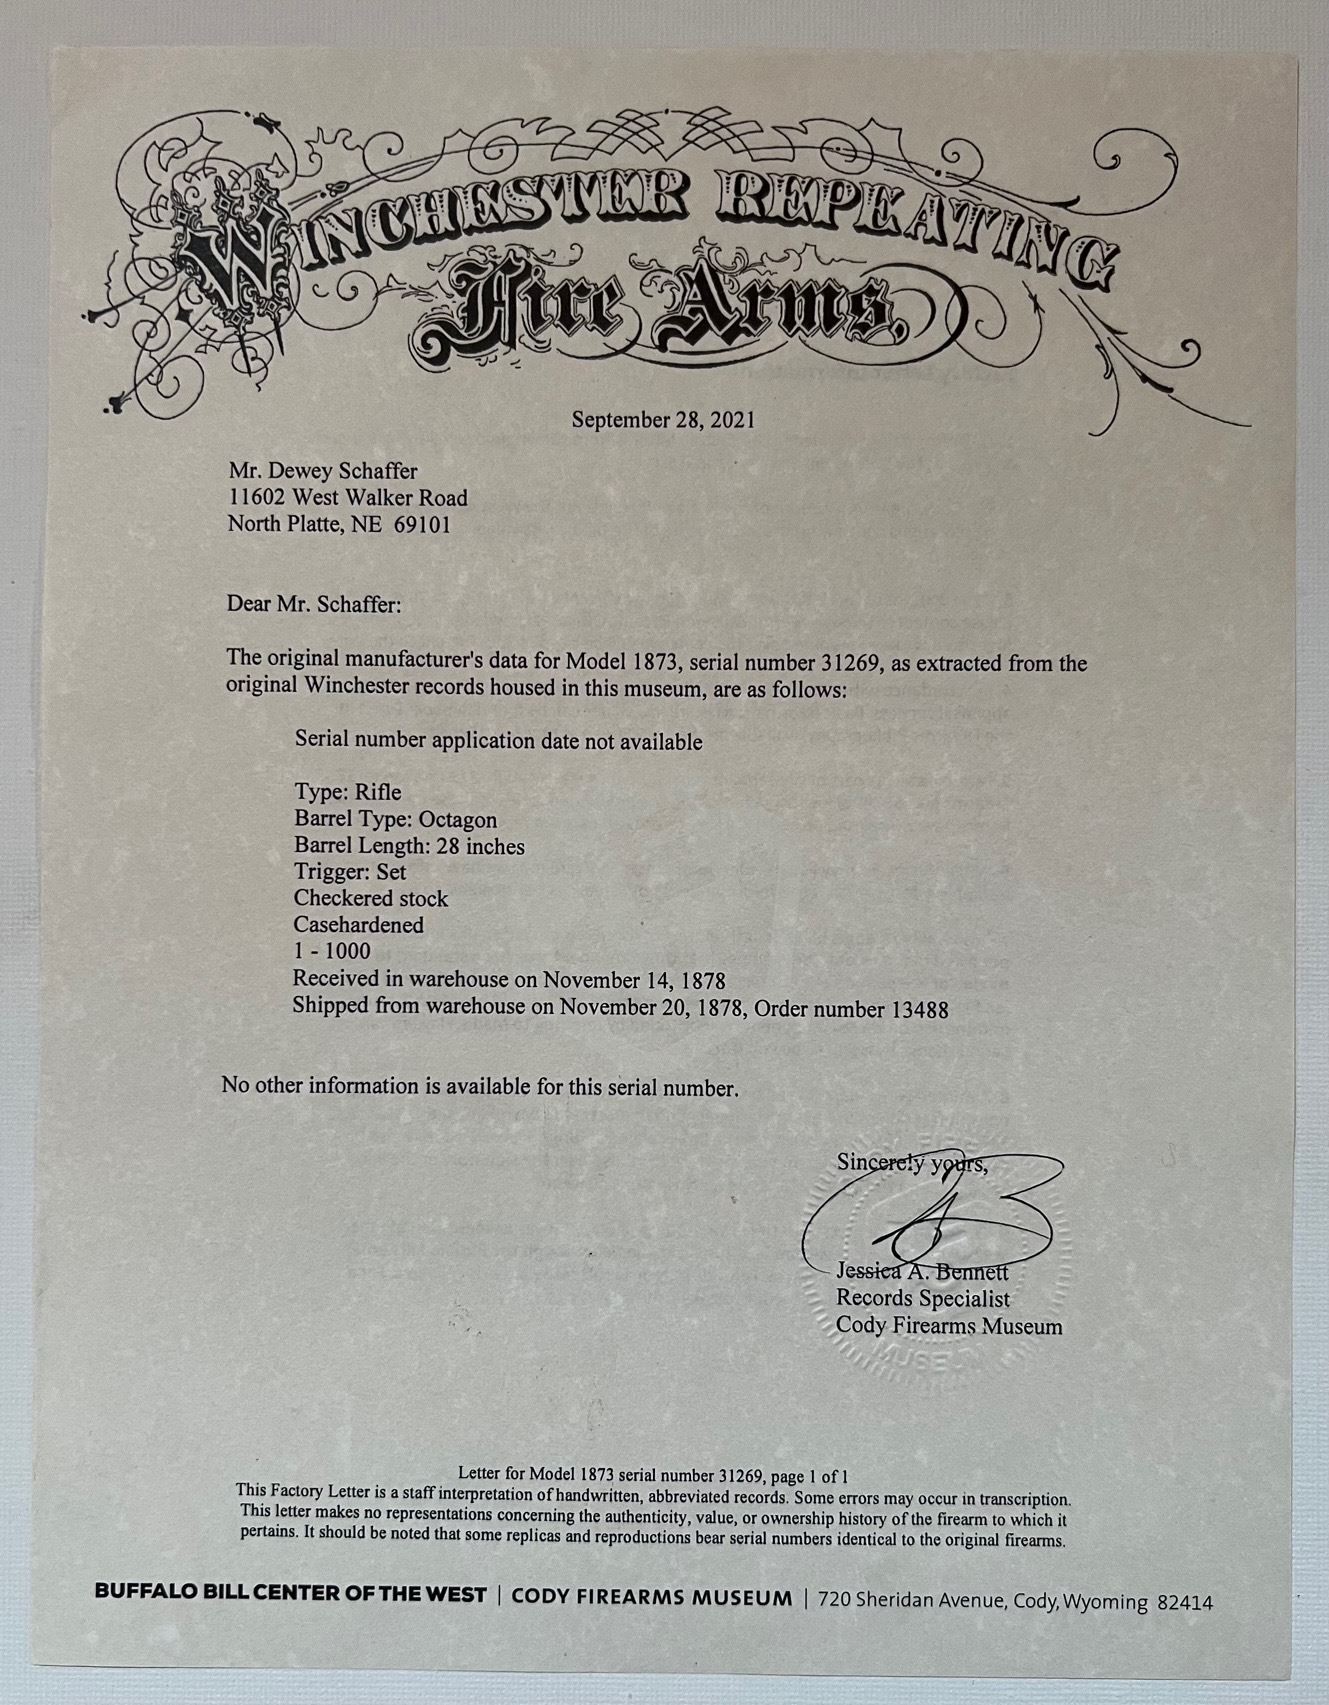 WINCHESTER REPEATING
Fire Arms,
September 28, 2021
Mr. Dewey Schaffer
11602 West Walker Road
North Platte, NE 69101
Dear Mr. Schaffer:
The original manufacturer's data for Model 1873, serial number 31269, as extracted from the
original Winchester records housed in this museum, are as follows:
Serial number application date not available
Type: Rifle
Barrel Type: Octagon
Barrel Length: 28 inches
Trigger: Set
Checkered stock
Casehardened
1 - 1000
Received in warehouse on November 14, 1878
Shipped from warehouse on November 20, 1878, Order number 13488
No other information is available for this serial number.
Sincerely yours,
Jessica A. Bennett
Records Specialist
Cody Firearms Museum
MUSEUM
Letter for Model 1873 serial number 31269, page 1 of 1
This Factory Letter is a staff interpretation of handwritten, abbreviated records. Some errors may occur in transcription.
This letter makes no representations concerning the authenticity, value, or ownership history of the firearm to which it
pertains. It should be noted that some replicas and reproductions bear serial numbers identical to the original firearms.
BUFFALO BILL CENTER OF THE WEST | CODY FIREARMS MUSEUM | 720 Sheridan Avenue, Cody, Wyoming 82414